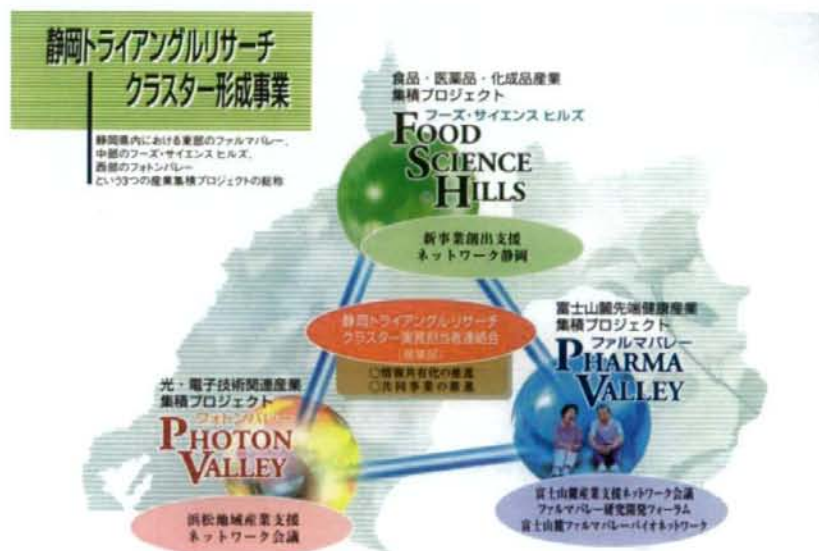 静岡トライアングルリサーチ
クラスター形成事業
静岡県内における東部のファルマバレー、
中部のフーズ・サイエンスヒルズ、
西部のフォトンバレー
という3つの産業集積プロジェクトの総称
食品・医薬品・化成品産業
集積プロジェクト
フーズ・サイエンス ヒルズ
FOOD
SCIENCE
HILLS
新事業創出支援
ネットワーク静岡
静岡トライアングルリサーチ
クラスター実務担当者連絡会
○情報共有化の推進
○共同事業の推進
富士山麓先端健康産業
集積プロジェクト
ファルマバレー
PHARMA
VALLEY
光・電子技術関連産業
集積プロジェクト
フォトンバレー
PHOTON
VALLEY
浜松地域産業支援
ネットワーク会議
富士山麓産業支援ネットワーク会議
ファルマバレー研究開発フォーラム
富士山麓ファルマバレーバイオネットワーク